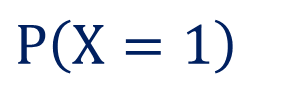 P(X = 1)